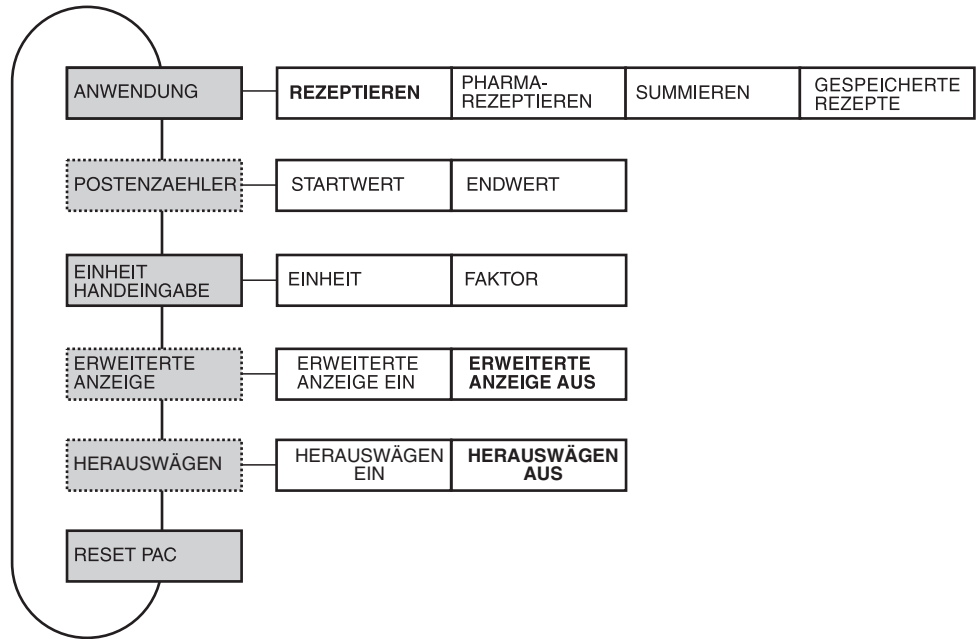 ANWENDUNG
REZEPTIEREN
PHARMA-
REZEPTIEREN
SUMMIEREN
GESPEICHERTE
REZEPTE
POSTENZAEHLER
STARTWERT
ENDWERT
EINHEIT
HANDEINGABE
EINHEIT
FAKTOR
ERWEITERTE
ANZEIGE
ERWEITERTE
ANZEIGE EIN
ERWEITERTE
ANZEIGE AUS
HERAUSWÄGEN
HERAUSWÄGEN
EIN
HERAUSWÄGEN
AUS
RESET PAC